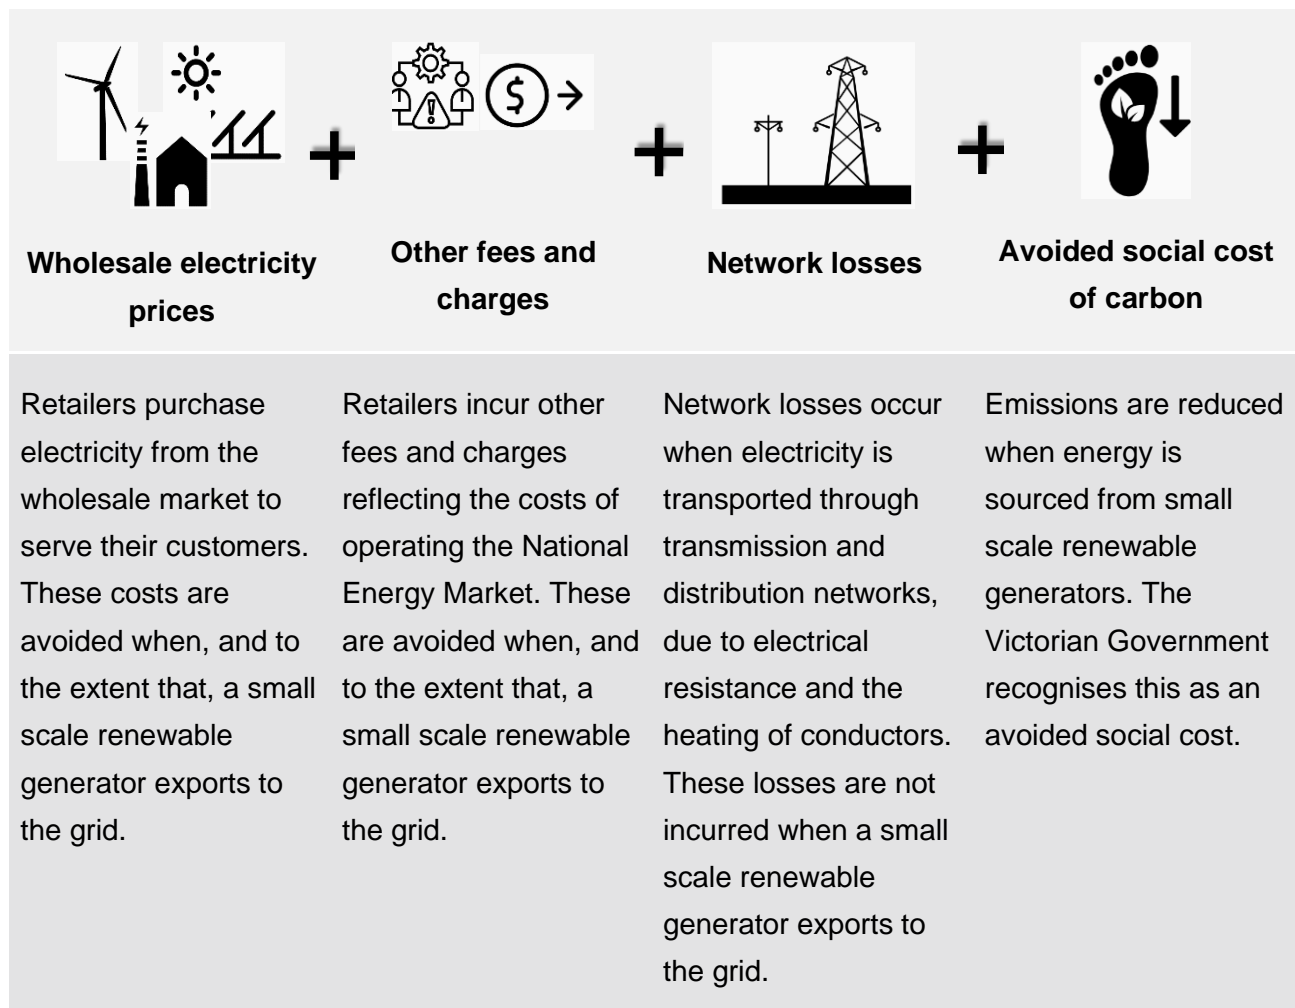 Wholesale electricity
prices
Other fees and
charges
Network losses
Avoided social cost
of carbon
Retailers purchase
electricity from the
wholesale market to
serve their customers.
These costs are
avoided when, and to
the extent that, a small
scale renewable
generator exports to
the grid.
Retailers incur other
fees and charges
reflecting the costs of
operating the National
Energy Market. These
are avoided when, and
to the extent that, a
small scale renewable
generator exports to
the grid.
Network losses occur
when electricity is
transported through
transmission and
distribution networks,
due to electrical
resistance and the
heating of conductors.
These losses are not
incurred when a small
scale renewable
generator exports to
the grid.
Emissions are reduced
when energy is
sourced from small
scale renewable
generators. The
Victorian Government
recognises this as an
avoided social cost.